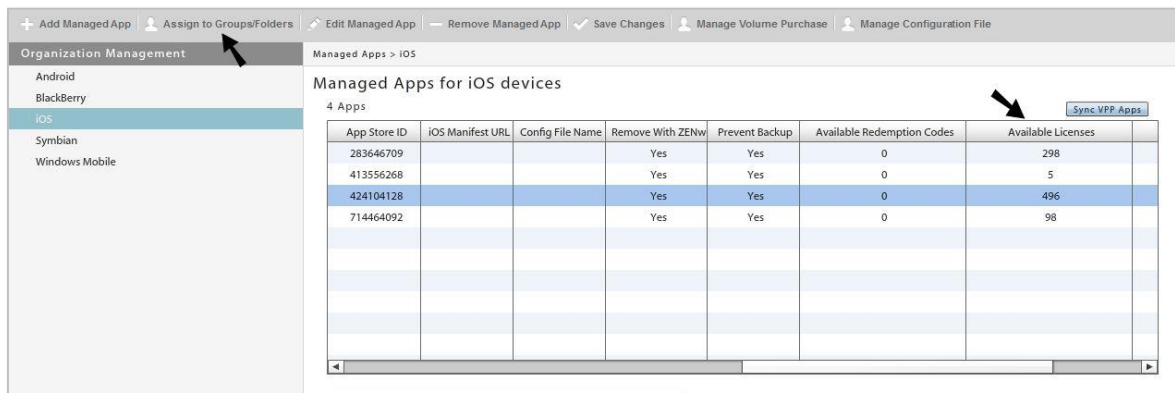 Add Managed App Assign to Groups/Folders Edit Managed App Remove Managed App Save Changes Manage Volume Purchase Manage Configuration File
Organization Management
Android
BlackBerry
iOS
Symbian
Windows Mobile
Managed Apps > iOS
Managed Apps for iOS devices
4 Apps
Sync VPP Apps
App Store ID iOS Manifest URL Config File Name Remove With ZENw Prevent Backup Available Redemption Codes Available Licenses
283646709 Yes Yes 0 298
413556268 Yes Yes 0 5
424104128 Yes Yes 0 496
714464092 Yes Yes 0 98